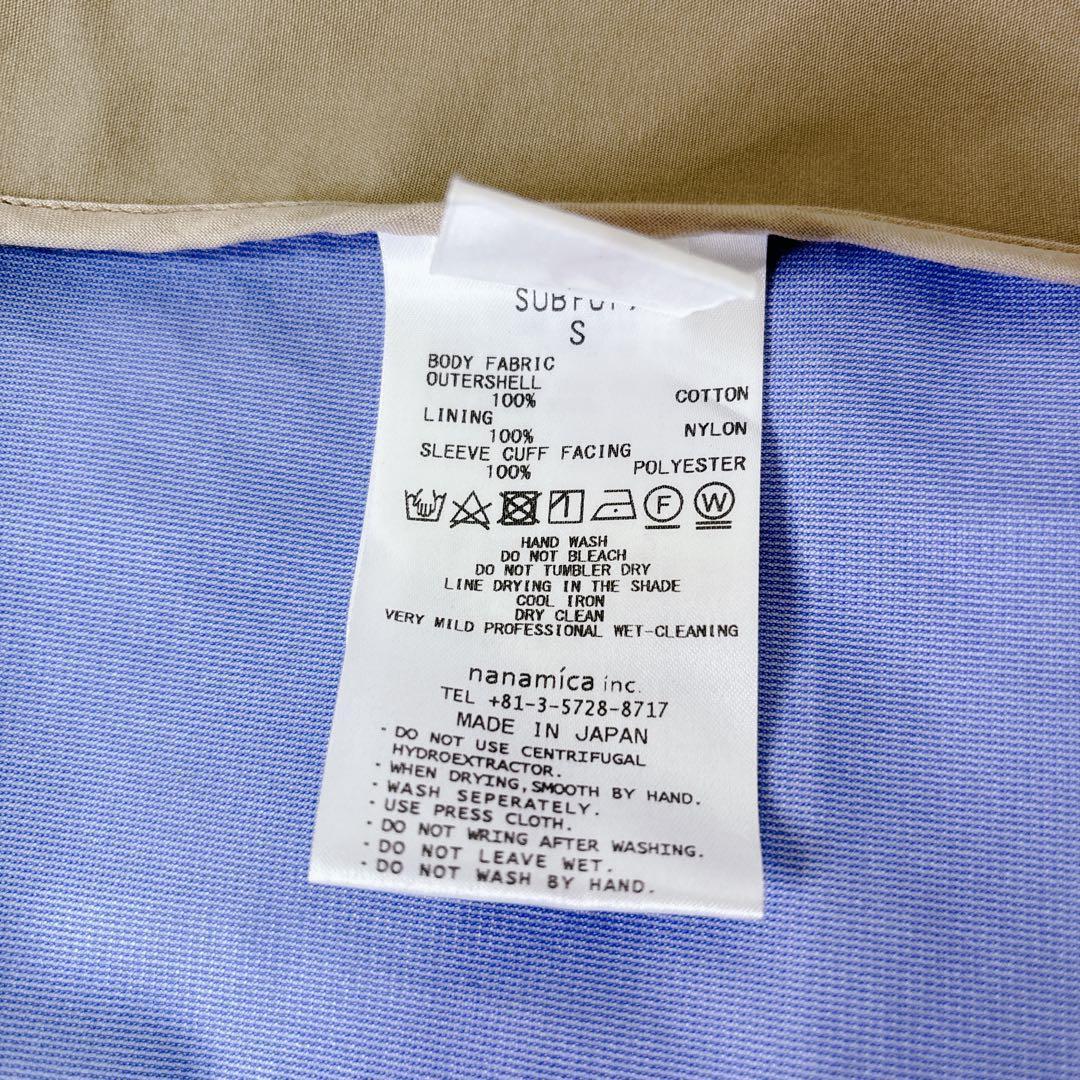 S
BODY FABRIC
OUTERSHELL
100% COTTON
LINING
100% NYLON
SLEEVE CUFF FACING
100% POLYESTER
F W
HAND WASH
DO NOT BLEACH
DO NOT TUMBLER DRY
LINE DRYING IN THE SHADE
COOL IRON
DRY CLEAN
VERY MILD PROFESSIONAL WET-CLEANING
nanamíca inc.
TEL +81-3-5728-8717
MADE IN JAPAN
· DO NOT USE CENTRIFUGAL
HYDROEXTRACTOR.
· WHEN DRYING, SMOOTH BY HAND.
· WASH SEPERATELY.
· USE PRESS CLOTH.
· DO NOT WRING AFTER WASHING.
· DO NOT LEAVE WET.
· DO NOT WASH BY HAND.